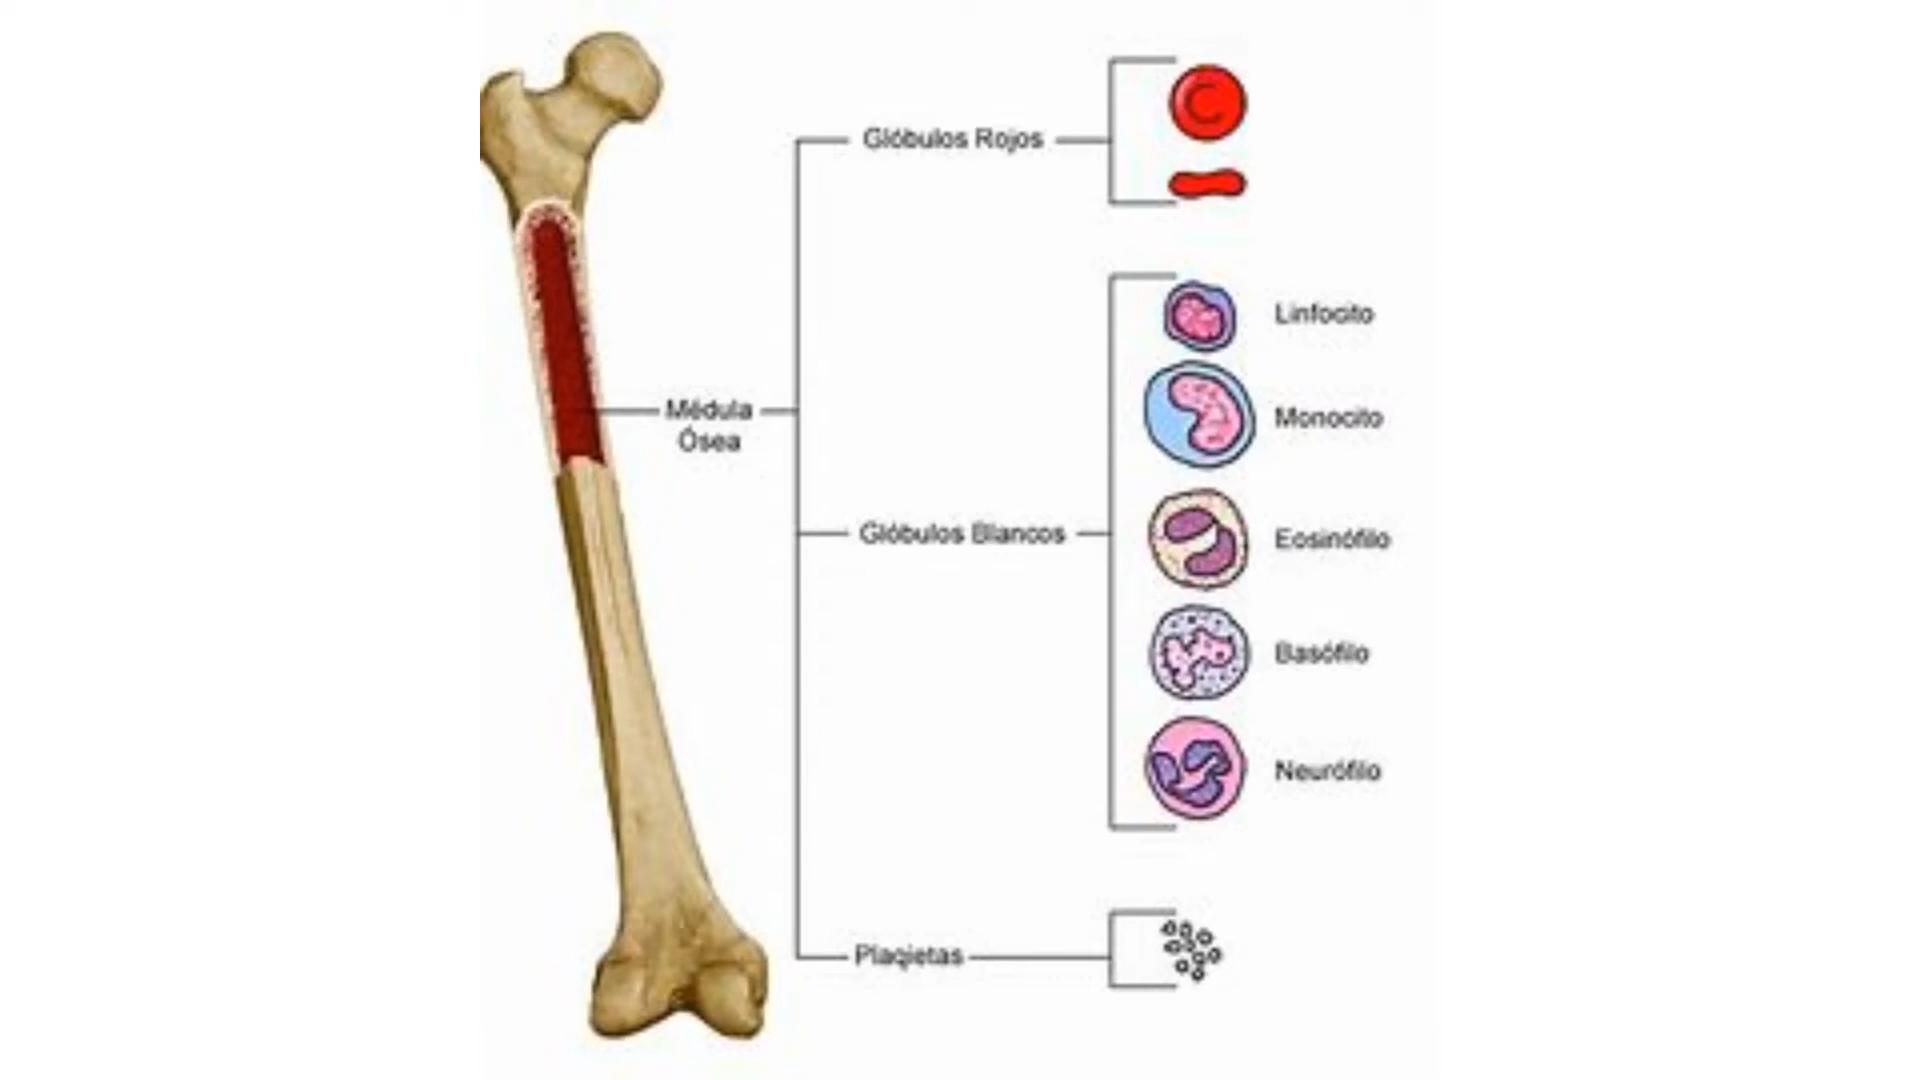 Glóbulos Rojos
Linfocito
Monocito
Médula
Ósea
Glóbulos Blancos
Eosinófilo
Basófilo
Neurófilo
Plaqietas